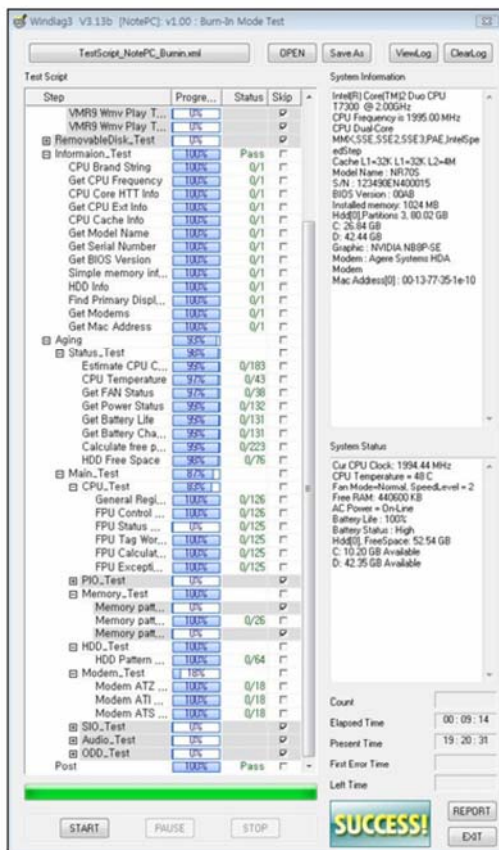 Windiag3 V3.13b [NotePC]: v1.00 : Burn-In Mode Test
TestScript_NotePC_Burnin.xml OPEN Save As ViewLog ClearLog
Test Script
Step Progre... Status Skip
VMR9 Wmv Play T... 0%
VMR9 Wmv Play T... 0%
RemovableDisk_Test 0%
Informaion_Test 100% Pass
CPU Brand String 100% 0/1
Get CPU Frequency 100% 0/1
CPU Core HTT Info 100% 0/1
Get CPU Ext Info 100% 0/1
CPU Cache Info 100% 0/1
Get Model Name 100% 0/1
Get Serial Number 100% 0/1
Get BIOS Version 100% 0/1
Simple memory inf... 100% 0/1
HDD Info 100% 0/1
Find Primary Displ... 100% 0/1
Get Modems 100% 0/1
Get Mac Address 100% 0/1
Aging 93%
Status_Test 98%
Estimate CPU C... 99% 0/183
CPU Temperature 97% 0/43
Get FAN Status 97% 0/38
Get Power Status 99% 0/132
Get Battery Life 99% 0/131
Get Battery Cha... 99% 0/131
Calculate free p... 99% 0/223
HDD Free Space 98% 0/76
Main_Test 87%
CPU_Test 83%
General Regi... 100% 0/126
FPU Control ... 100% 0/126
FPU Status ... 0% 0/125
FPU Tag Wor... 100% 0/125
FPU Calculat... 100% 0/125
FPU Excepti... 100% 0/125
PIO_Test 0%
Memory_Test 100%
Memory patt... 0%
Memory patt... 100% 0/26
Memory patt... 0%
HDD_Test 100%
HDD Pattern ... 100% 0/64
Modem_Test 18%
Modem ATZ ... 100% 0/18
Modem ATI ... 100% 0/18
Modem ATS ... 100% 0/18
SIO_Test 0%
Audio_Test 0%
ODD_Test 0%
Post 100% Pass
START PAUSE STOP
System Information
Intel(R) Core(TM)2 Duo CPU
T7300 @ 2.00GHz
CPU Frequency is 1995.00 MHz
CPU Dual-Core
MMX,SSE,SSE2,SSE3,PAE,IntelSpe
edStep
Cache L1=32K L1=32K L2=4M
Model Name : NR70S
S/N : 123490EN400015
BIOS Version : 00AB
Installed memory: 1024 MB
Hdd[0],Partitions 3, 80.02 GB
C: 26.84 GB
D: 42.44 GB
Graphic : NVIDIA NB8P-SE
Modem : Agere Systems HDA
Modem
Mac Address[0] : 00-13-77-35-1e-10
System Status
Cur CPU Clock: 1994.44 MHz
CPU Temperature = 48 C
Fan Mode=Normal, SpeedLevel = 2
Free RAM: 440600 KB
AC Power = On-Line
Battery Life : 100%
Battery Status : High
Hdd[0], FreeSpace: 52.54 GB
C: 10.20 GB Available
D: 42.35 GB Available
Count
Elapsed Time 00 : 09 : 14
Present Time 19 : 20 : 31
First Error Time
Left Time
SUCCESS!
REPORT
EXIT